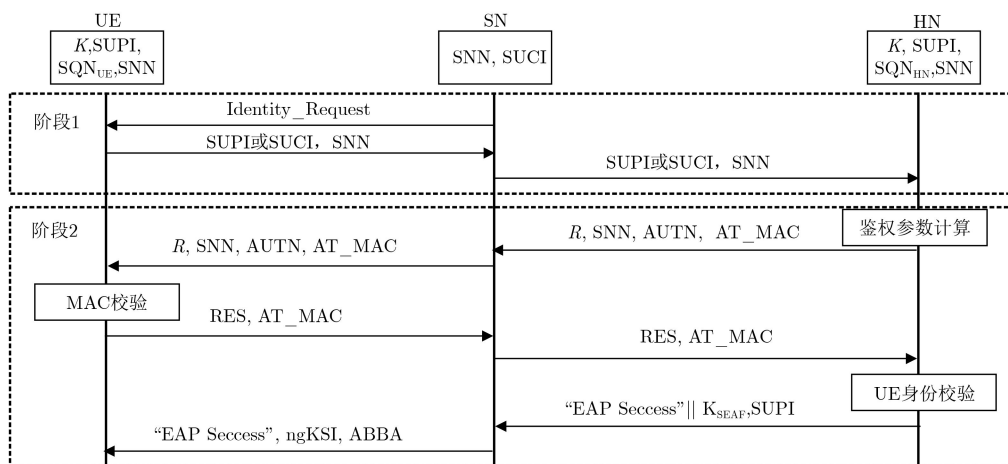 UE
SN
HN
K,SUPI,
SQN_UE,SNN
SNN, SUCI
K, SUPI,
SQN_HN,SNN
阶段1
Identity_Request
SUPI或SUCI，SNN
SUPI或SUCI，SNN
阶段2
鉴权参数计算
R, SNN, AUTN, AT_MAC
R, SNN, AUTN, AT_MAC
MAC校验
RES, AT_MAC
RES, AT_MAC
UE身份校验
“EAP Seccess”|| K_SEAF,SUPI
“EAP Seccess”, ngKSI, ABBA